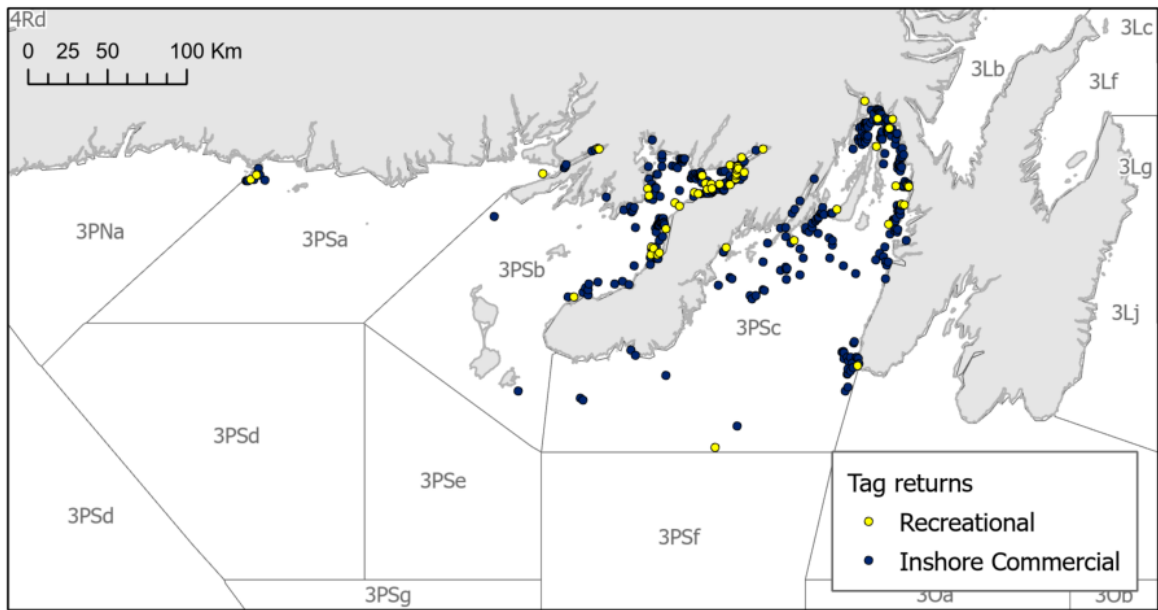 4Rd
0 25 50 100 Km
3Lc
3Lb
3Lf
3Lg
3PNa
3PSa
3PSb
3PSc
3Lj
3PSd
3PSe
3PSd
3PSf
3PSg
3Oa
3Ob
Tag returns
Recreational
Inshore Commercial